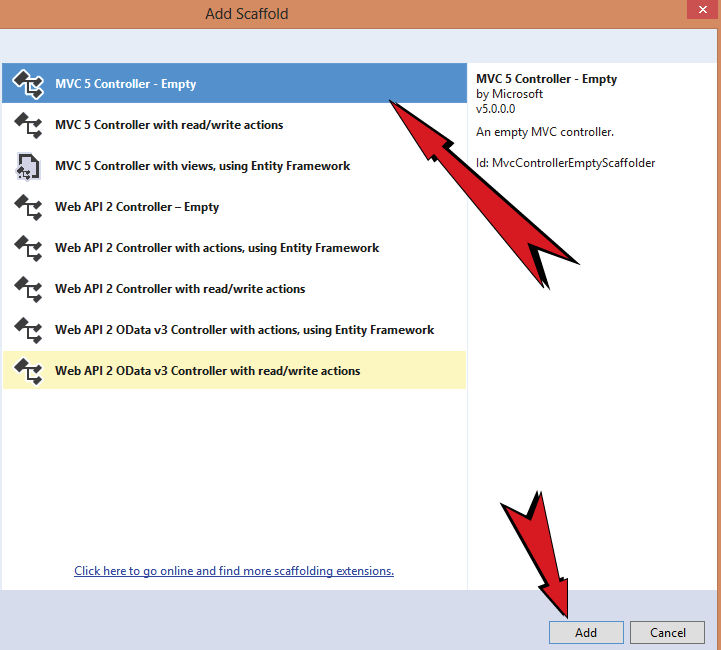 Add Scaffold
MVC 5 Controller - Empty
MVC 5 Controller with read/write actions
MVC 5 Controller with views, using Entity Framework
Web API 2 Controller – Empty
Web API 2 Controller with actions, using Entity Framework
Web API 2 Controller with read/write actions
Web API 2 OData v3 Controller with actions, using Entity Framework
Web API 2 OData v3 Controller with read/write actions
Click here to go online and find more scaffolding extensions.
MVC 5 Controller - Empty
by Microsoft
v5.0.0.0
An empty MVC controller.
Id: MvcControllerEmptyScaffolder
Add
Cancel